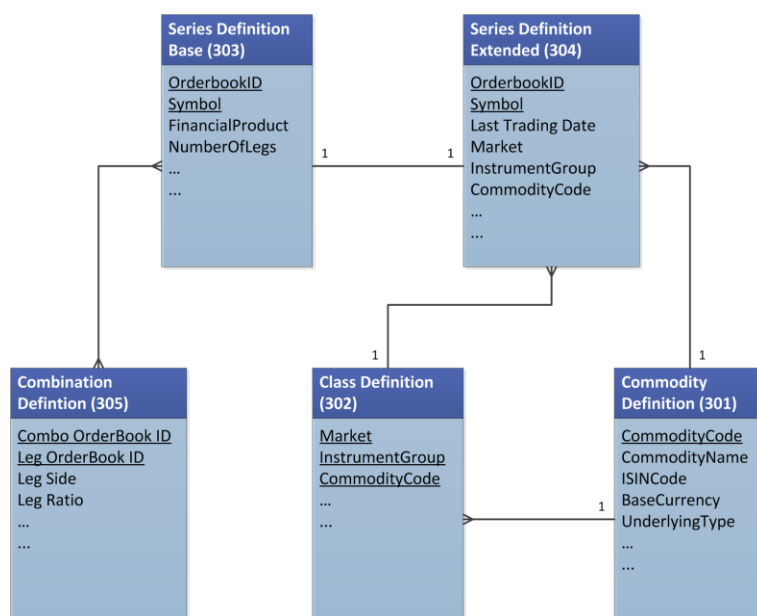 Series Definition
Base (303)
OrderbookID
Symbol
FinancialProduct
NumberOfLegs
…
...
Series Definition
Extended (304)
OrderbookID
Symbol
Last Trading Date
Market
InstrumentGroup
CommodityCode
…
...
1
1
1
1
Combination
Defintion (305)
Combo OrderBook ID
Leg OrderBook ID
Leg Side
Leg Ratio
…
...
Class Definition
(302)
Market
InstrumentGroup
CommodityCode
…
...
1
Commodity
Definition (301)
CommodityCode
CommodityName
ISINCode
BaseCurrency
UnderlyingType
…
...